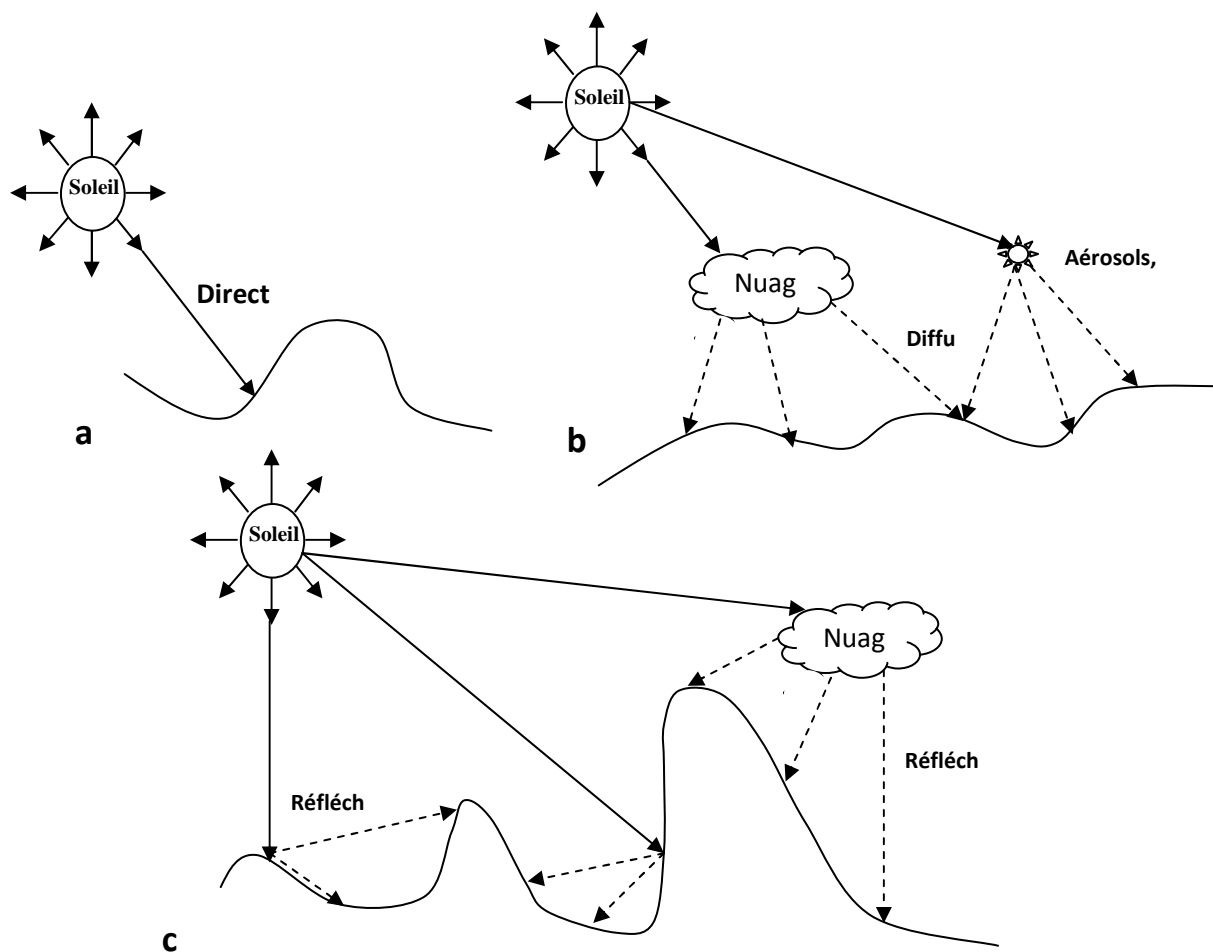 Soleil
Direct
a
Soleil
Nuag
Aérosols,
Diffu
b
Soleil
Nuag
Réfléch
Réfléch
c